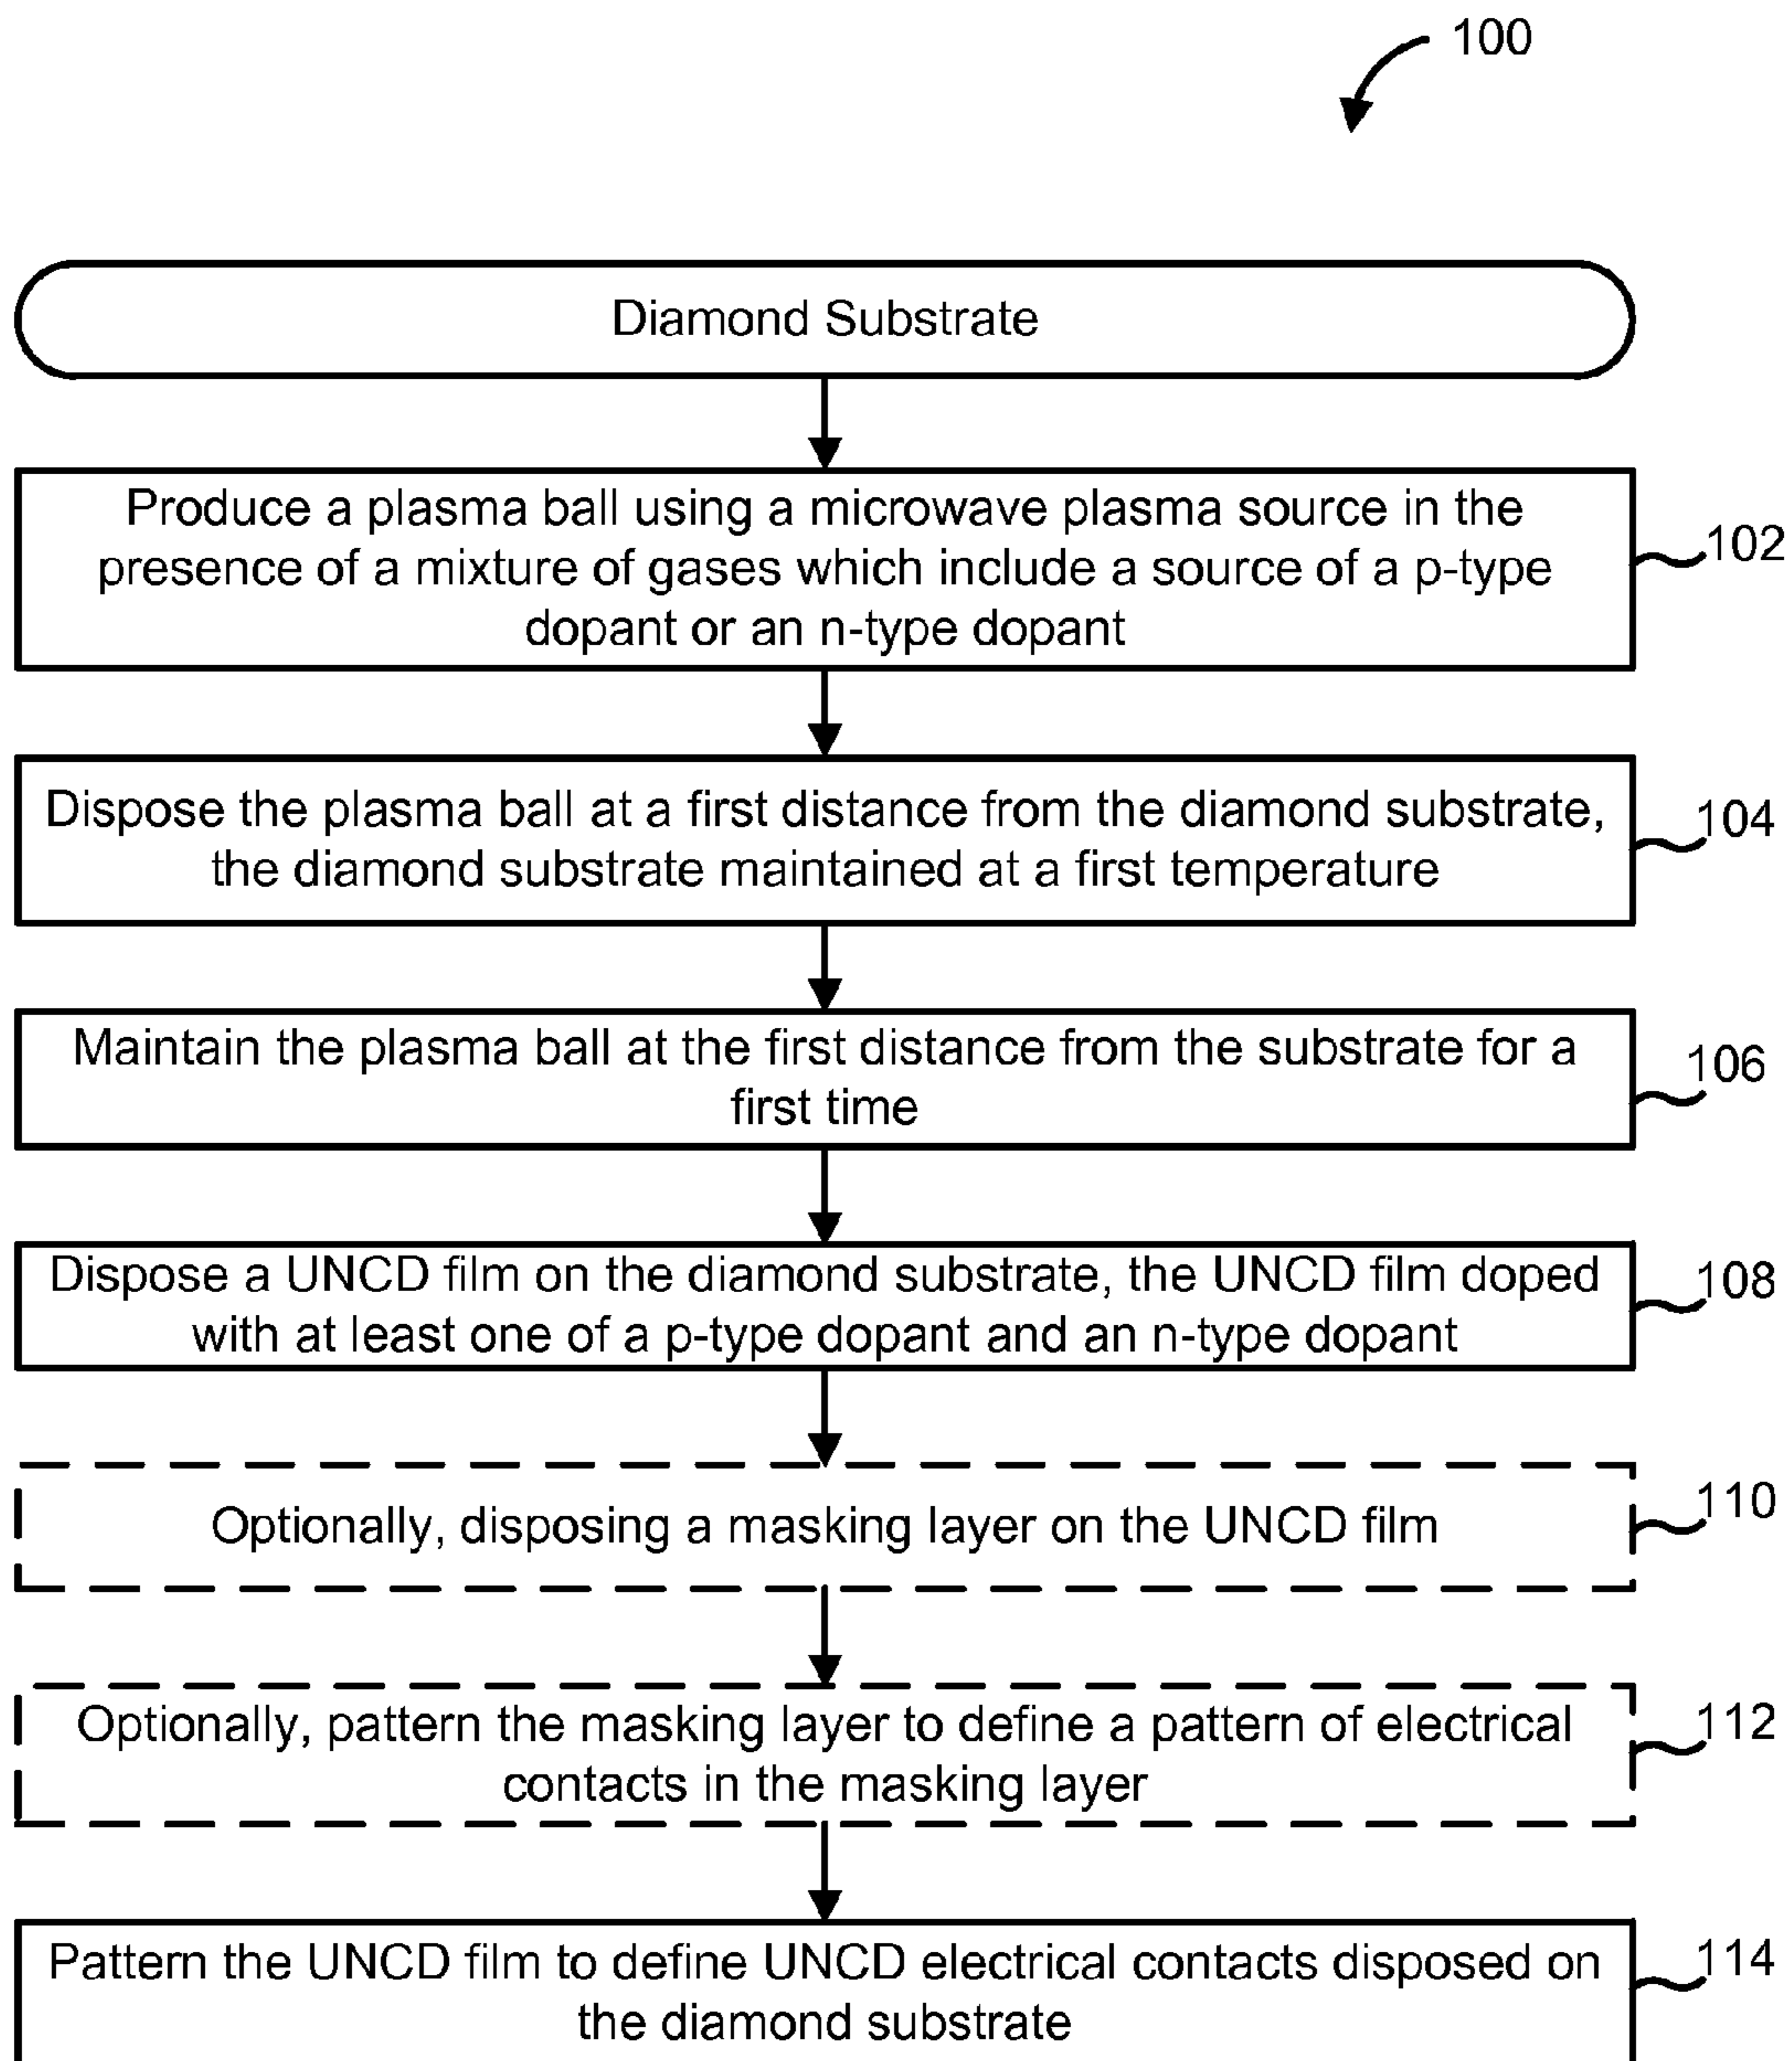 100
Diamond Substrate
Produce a plasma ball using a microwave plasma source in the
presence of a mixture of gases which include a source of a p-type
dopant or an n-type dopant
102
Dispose the plasma ball at a first distance from the diamond substrate,
the diamond substrate maintained at a first temperature
104
Maintain the plasma ball at the first distance from the substrate for a
first time
106
Dispose a UNCD film on the diamond substrate, the UNCD film doped
with at least one of a p-type dopant and an n-type dopant
108
Optionally, disposing a masking layer on the UNCD film
110
Optionally, pattern the masking layer to define a pattern of electrical
contacts in the masking layer
112
Pattern the UNCD film to define UNCD electrical contacts disposed on
the diamond substrate
114